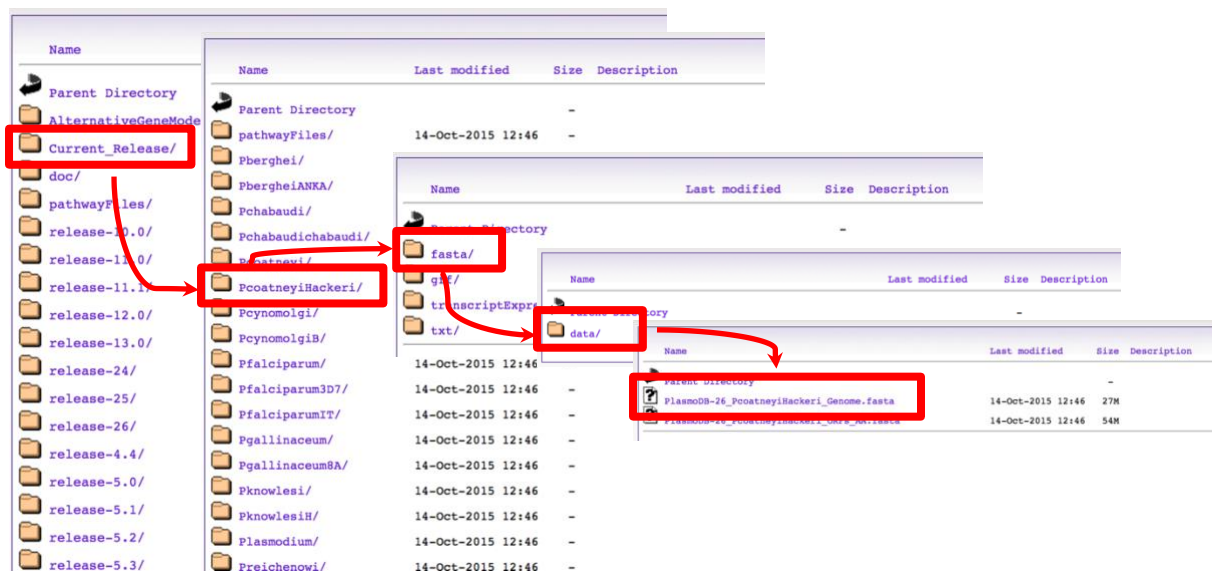 Name
Parent Directory
AlternativeGeneMode
Current_Release/
doc/
pathwayFiles/
release-10.0/
release-11.0/
release-11.1/
release-12.0/
release-13.0/
release-24/
release-25/
release-26/
release-4.4/
release-5.0/
release-5.1/
release-5.2/
release-5.3/
Name Last modified Size Description
Parent Directory -
pathwayFiles/ 14-Oct-2015 12:46 -
Pberghei/
PbergheiANKA/
Pchabaudi/
Pchabaudichabaudi/
Pcoatneyi/
PcoatneyiHackeri/
Pcynomolgi/
PcynomolgiB/
Pfalciparum/ 14-Oct-2015 12:46
Pfalciparum3D7/ 14-Oct-2015 12:46 -
PfalciparumIT/ 14-Oct-2015 12:46 -
Pgallinaceum/ 14-Oct-2015 12:46 -
Pgallinaceum8A/ 14-Oct-2015 12:46 -
Pknowlesi/ 14-Oct-2015 12:46 -
PknowlesiH/ 14-Oct-2015 12:46 -
Plasmodium/ 14-Oct-2015 12:46 -
Preichenowi/ 14-Oct-2015 12:46 -
Name Last modified Size Description
Parent Directory -
fasta/
gff/
transcriptExpre
txt/
Name Last modified Size Description
Parent Directory -
data/
Name Last modified Size Description
Parent Directory -
PlasmoDB-26_PcoatneyiHackeri_Genome.fasta 14-Oct-2015 12:46 27M
PlasmoDB-26_PcoatneyiHackeri_ORFs_AA.fasta 14-Oct-2015 12:46 54M